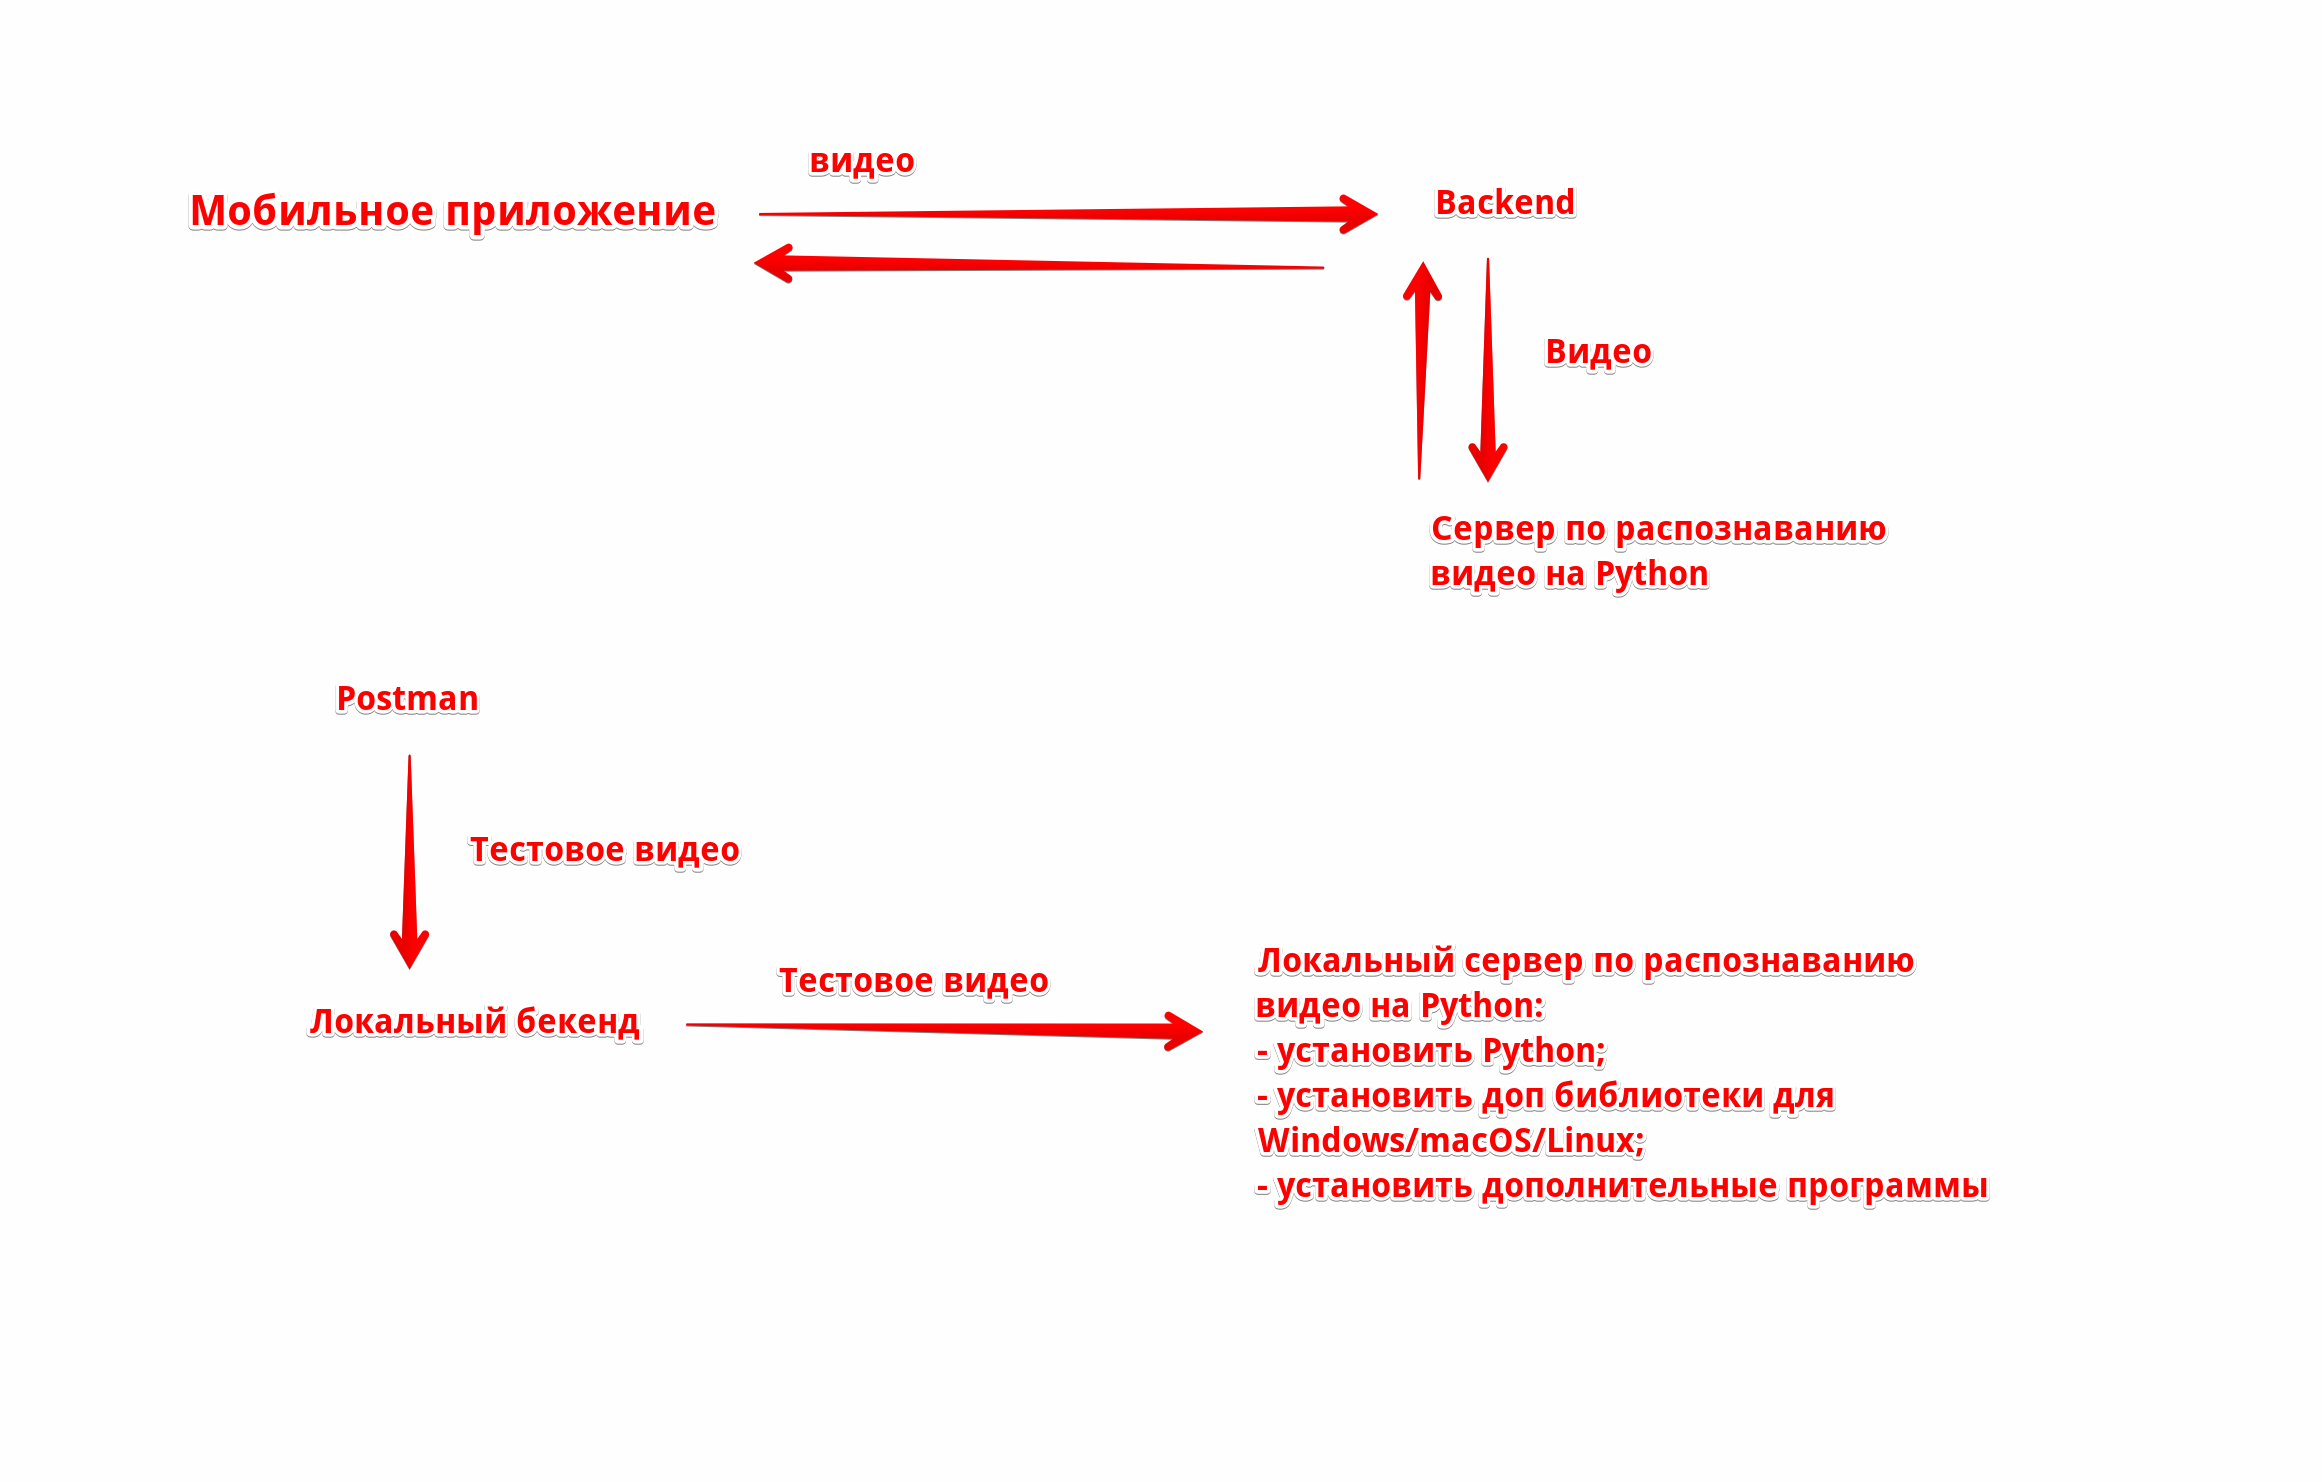 видео
Мобильное приложение
Backend
Видео
Сервер по распознаванию
видео на Python
Postman
Тестовое видео
Локальный бекенд
Тестовое видео
Локальный сервер по распознаванию
видео на Python:
- установить Python;
- установить доп библиотеки для
Windows/macOS/Linux;
- установить дополнительные программы